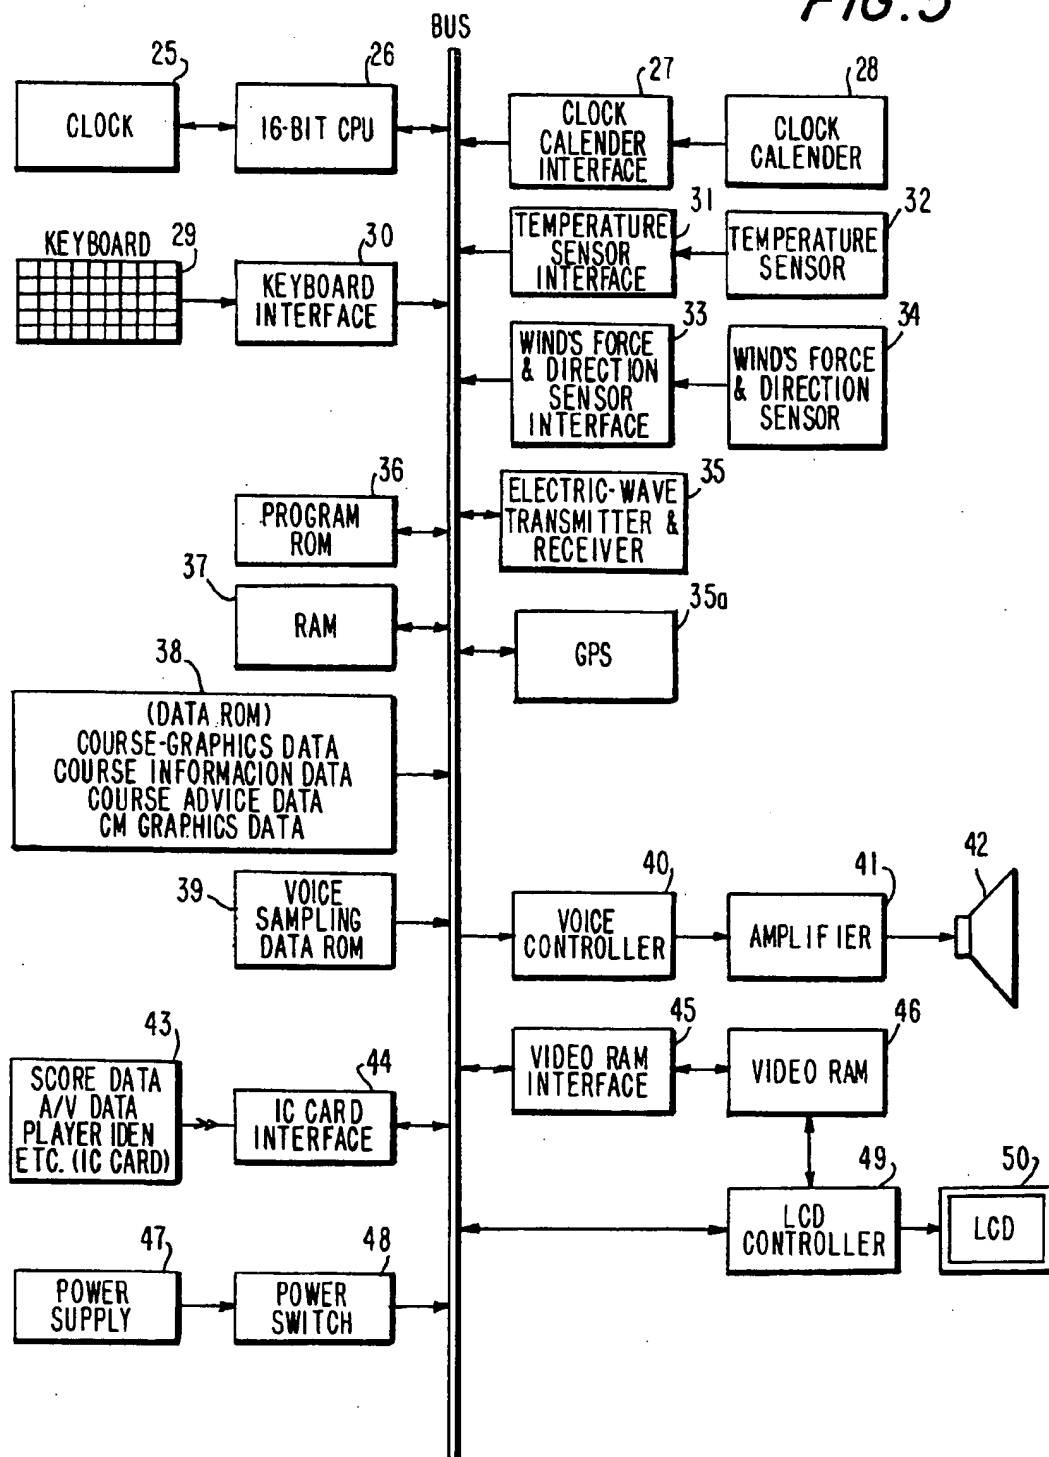 FIG. 5
BUS
25
CLOCK
26
16-BIT CPU
27
CLOCK
CALENDER
INTERFACE
28
CLOCK
CALENDER
KEYBOARD
29
30
KEYBOARD
INTERFACE
31
TEMPERATURE
SENSOR
INTERFACE
32
TEMPERATURE
SENSOR
33
WIND'S FORCE
& DIRECTION
SENSOR
INTERFACE
34
WIND'S FORCE
& DIRECTION
SENSOR
36
PROGRAM
ROM
35
ELECTRIC-WAVE
TRANSMITTER &
RECEIVER
37
RAM
35a
GPS
38
(DATA ROM)
COURSE-GRAPHICS DATA
COURSE INFORMACION DATA
COURSE ADVICE DATA
CM GRAPHICS DATA
39
VOICE
SAMPLING
DATA ROM
40
VOICE
CONTROLLER
41
AMPLIFIER
42
43
SCORE DATA
A/V DATA
PLAYER IDEN
ETC. (IC CARD)
44
IC CARD
INTERFACE
45
VIDEO RAM
INTERFACE
46
VIDEO RAM
47
POWER
SUPPLY
48
POWER
SWITCH
49
LCD
CONTROLLER
50
LCD